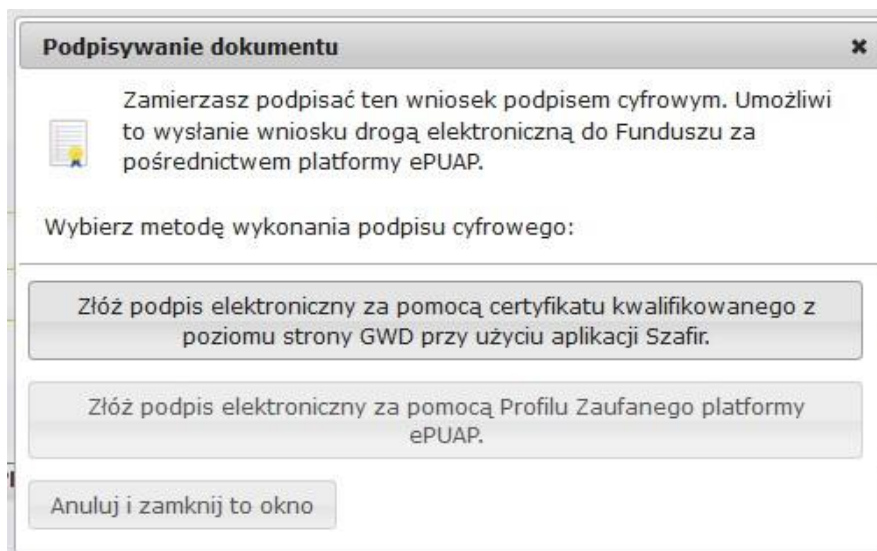 Podpisywanie dokumentu
Zamierzasz podpisać ten wniosek podpisem cyfrowym. Umożliwi
to wysłanie wniosku drogą elektroniczną do Funduszu za
pośrednictwem platformy ePUAP.
Wybierz metodę wykonania podpisu cyfrowego:
Złóż podpis elektroniczny za pomocą certyfikatu kwalifikowanego z
poziomu strony GWD przy użyciu aplikacji Szafir.
Złóż podpis elektroniczny za pomocą Profilu Zaufanego platformy
ePUAP.
Anuluj i zamknij to okno